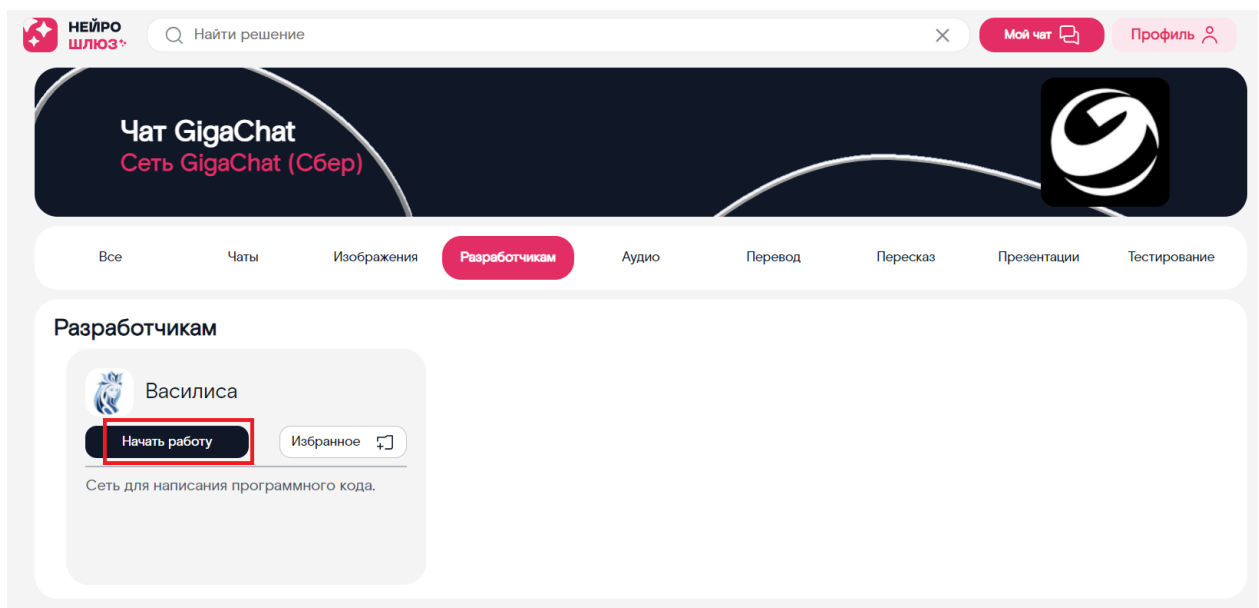 НЕЙРО
ШЛЮЗ
Найти решение
Мой чат
Профиль
Чат GigaChat
Сеть GigaChat (Сбер)
Все
Чаты
Изображения
Разработчикам
Аудио
Перевод
Пересказ
Презентации
Тестирование
Разработчикам
Василиса
Начать работу
Избранное
Сеть для написания программного кода.